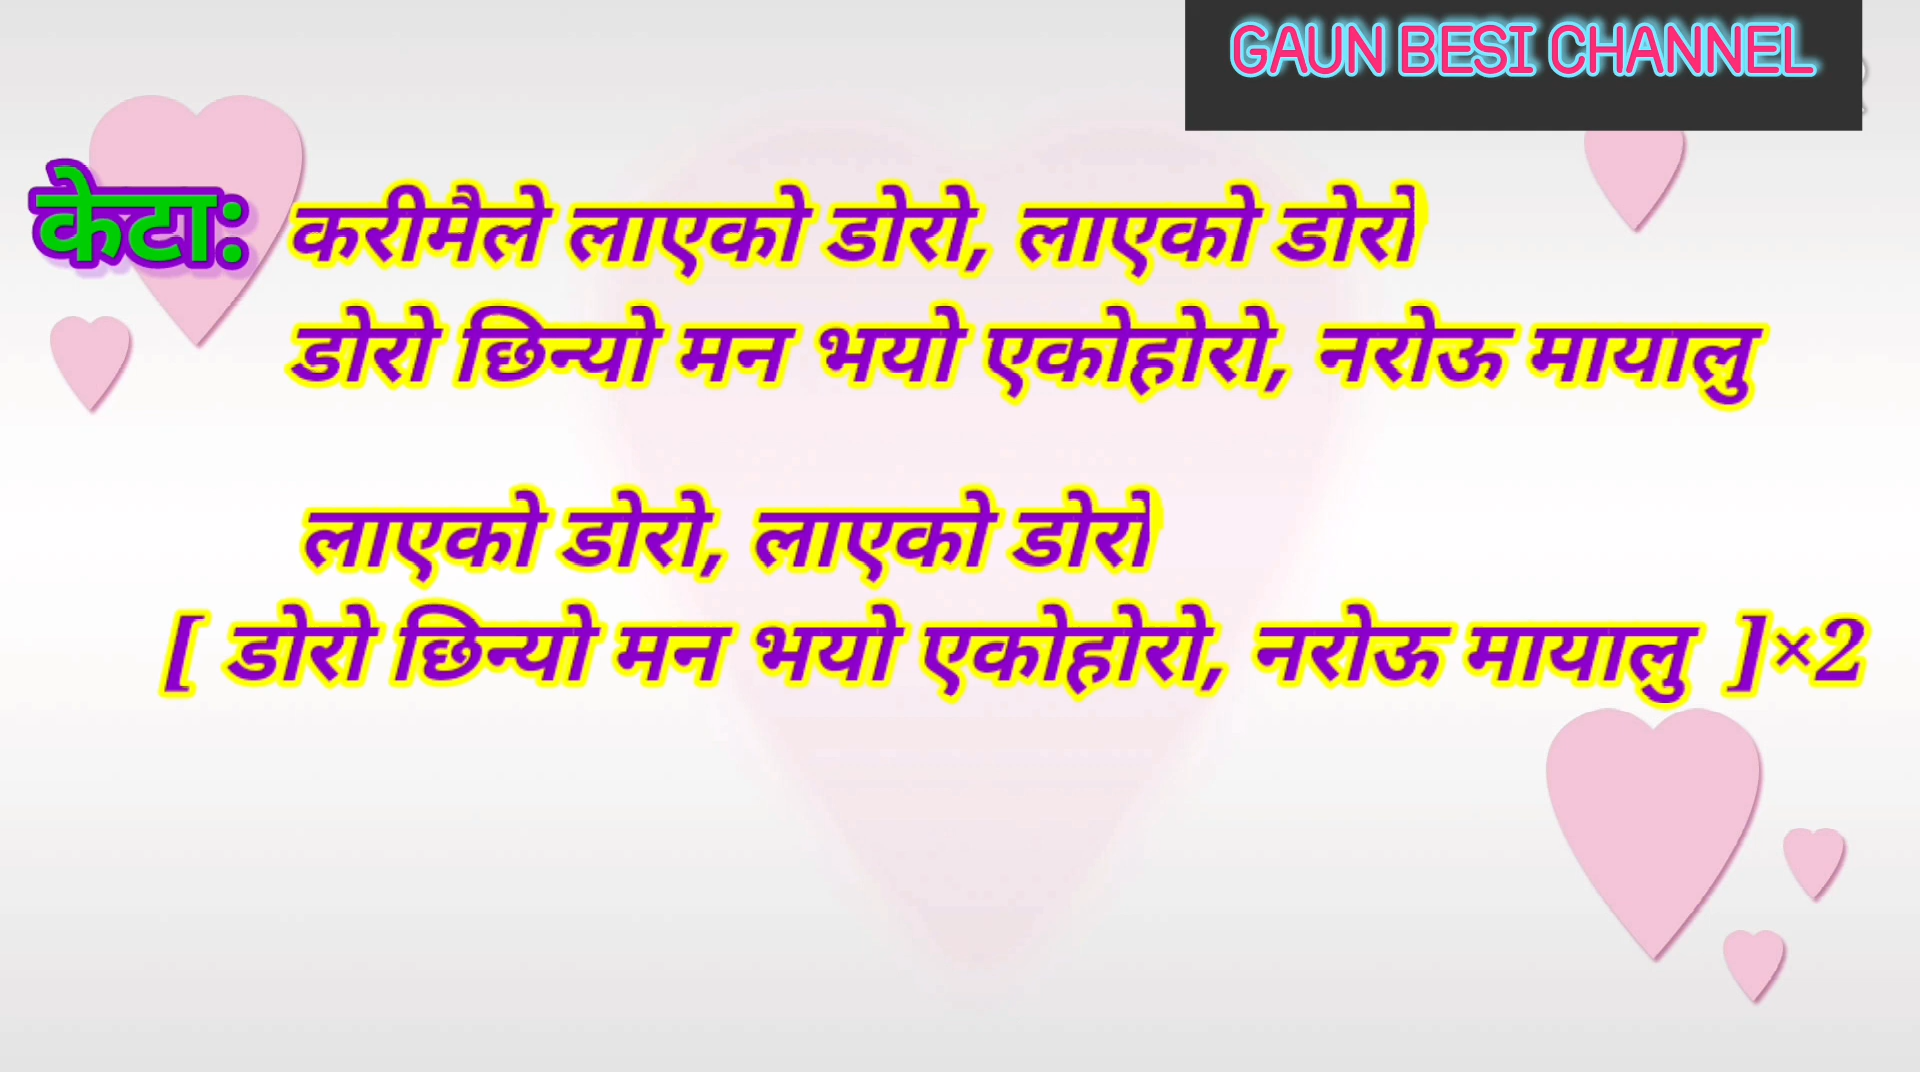 GAUN BESI CHANNEL
केटाः करीमैले लाएको डोरो, लाएको डोरो
डोरो छिन्यो मन भयो एकोहोरो, नरोऊ मायालु
लाएको डोरो, लाएको डोरो
[ डोरो छिन्यो मन भयो एकोहोरो, नरोऊ मायालु ]×2